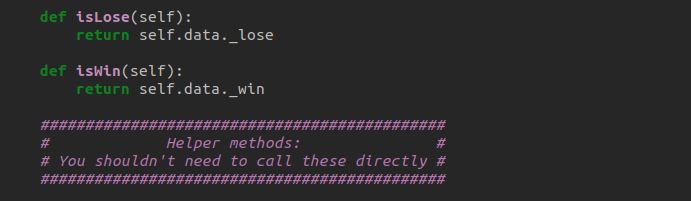 def isLose(self):
    return self.data._lose

def isWin(self):
    return self.data._win

#############################################
#             Helper methods:               #
# You shouldn't need to call these directly #
#############################################